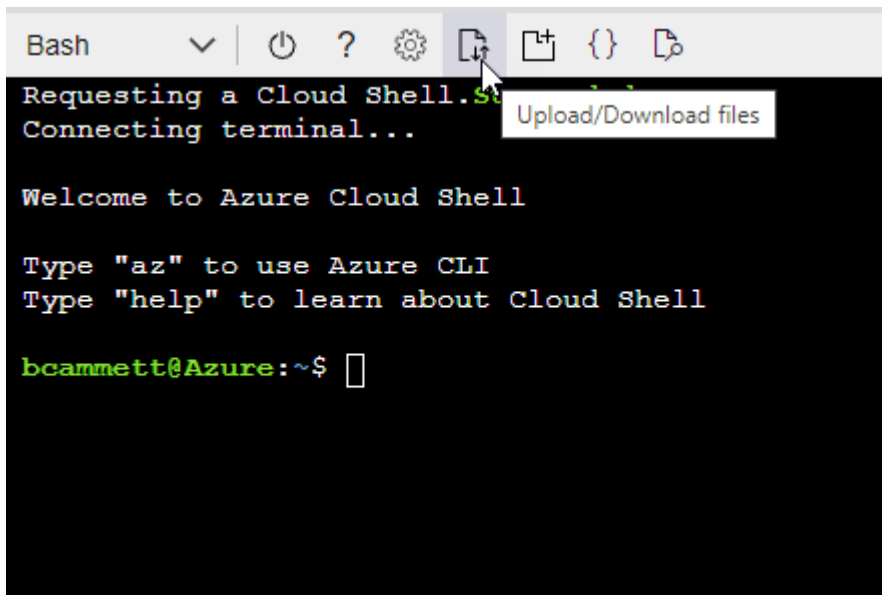 Bash
?
{}
Requesting a Cloud Shell.
Upload/Download files
Connecting terminal...
Welcome to Azure Cloud Shell
Type "az" to use Azure CLI
Type "help" to learn about Cloud Shell
bcammett@Azure:~$